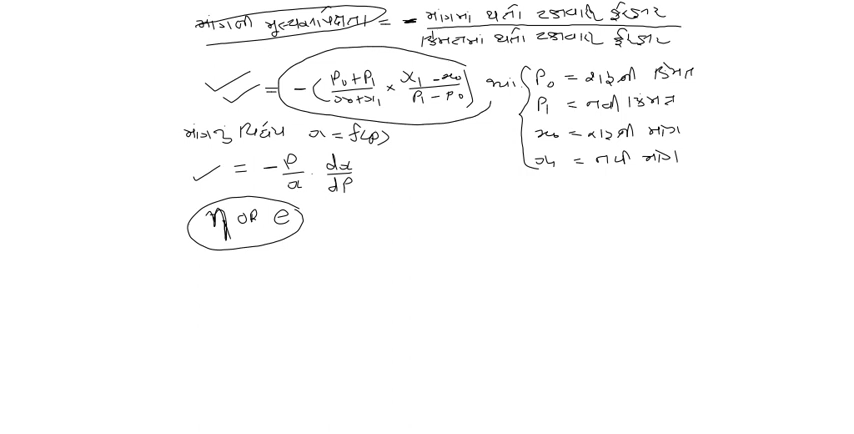 માંગની મૂલ્યસાપેક્ષતા = - માંગમાં થતો ટકાવારી ફેરફાર / કિંમતમાં થતો ટકાવારી ફેરફાર
= - ( P₀ + P₁ / x₀ + x₁ × x₁ - x₀ / P₁ - P₀ ) જ્યાં { P₀ = શરૂની કિંમત
P₁ = નવી કિંમત
x₀ = શરૂની માંગ
x₁ = નવી માંગ
માંગનું વિધેય x = f(p)
= - P / x · dx / dP
η OR e